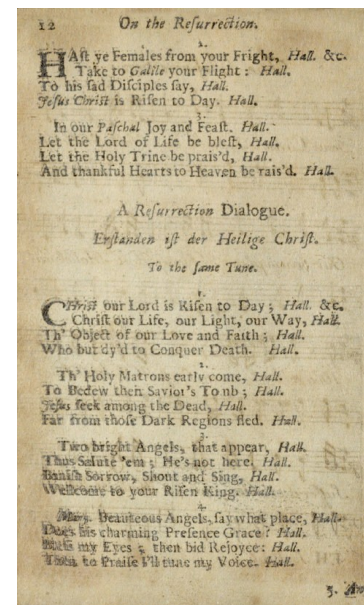 12 On the Resurrection.
2.
HAst ye Females from your Fright, Hall. &c.
Take to Galile your Flight: Hall.
To his sad Disciples say, Hall.
Jesus Christ is Risen to Day. Hall.
3.
In our Paschal Joy and Feast. Hall.
Let the Lord of Life be blest, Hall.
Let the Holy Trine be prais'd, Hall.
And thankful Hearts to Heaven be rais'd. Hall.
A Resurrection Dialogue.
Erstanden ist der Heilige Christ.
To the same Tune.
1.
CHrist our Lord is Risen to Day; Hall. &c.
Christ our Life, our Light, our Way, Hall.
Th' Object of our Love and Faith; Hall.
Who but dy'd to Conquer Death. Hall.
2.
Th' Holy Matrons early come, Hall.
To Bedew then Savior's Tomb; Hall.
Jesus seek among the Dead, Hall.
Far from those Dark Regions fled. Hall.
3.
Two bright Angels, that appear, Hall.
Thus Salute 'em; He's not here. Hall.
Banish Sorrow, Shout and Sing, Hall.
Wellcome to your Risen King. Hall.
4.
Mary. Beauteous Angels, say what place, Hall.
Does his charming Presence Grace? Hall.
my Eyes; then bid Rejoyce: Hall.
Then to Praise I'll tune my Voice. Hall.
5.